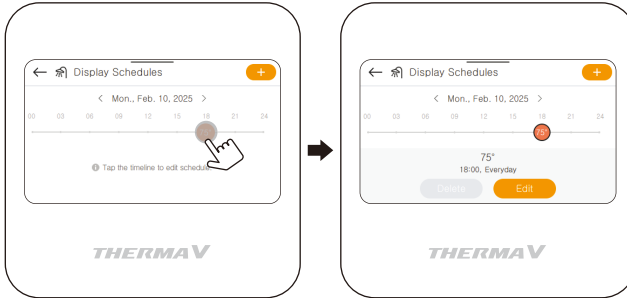 Display Schedules
+
< Mon., Feb. 10, 2025 >
00 03 06 09 12 15 18 21 24
75°
Tap the timeline to edit schedule
THERMA V
Display Schedules
+
< Mon., Feb. 10, 2025 >
00 03 06 09 12 15 18 21 24
75°
75°
18:00, Everyday
Delete Edit
THERMA V